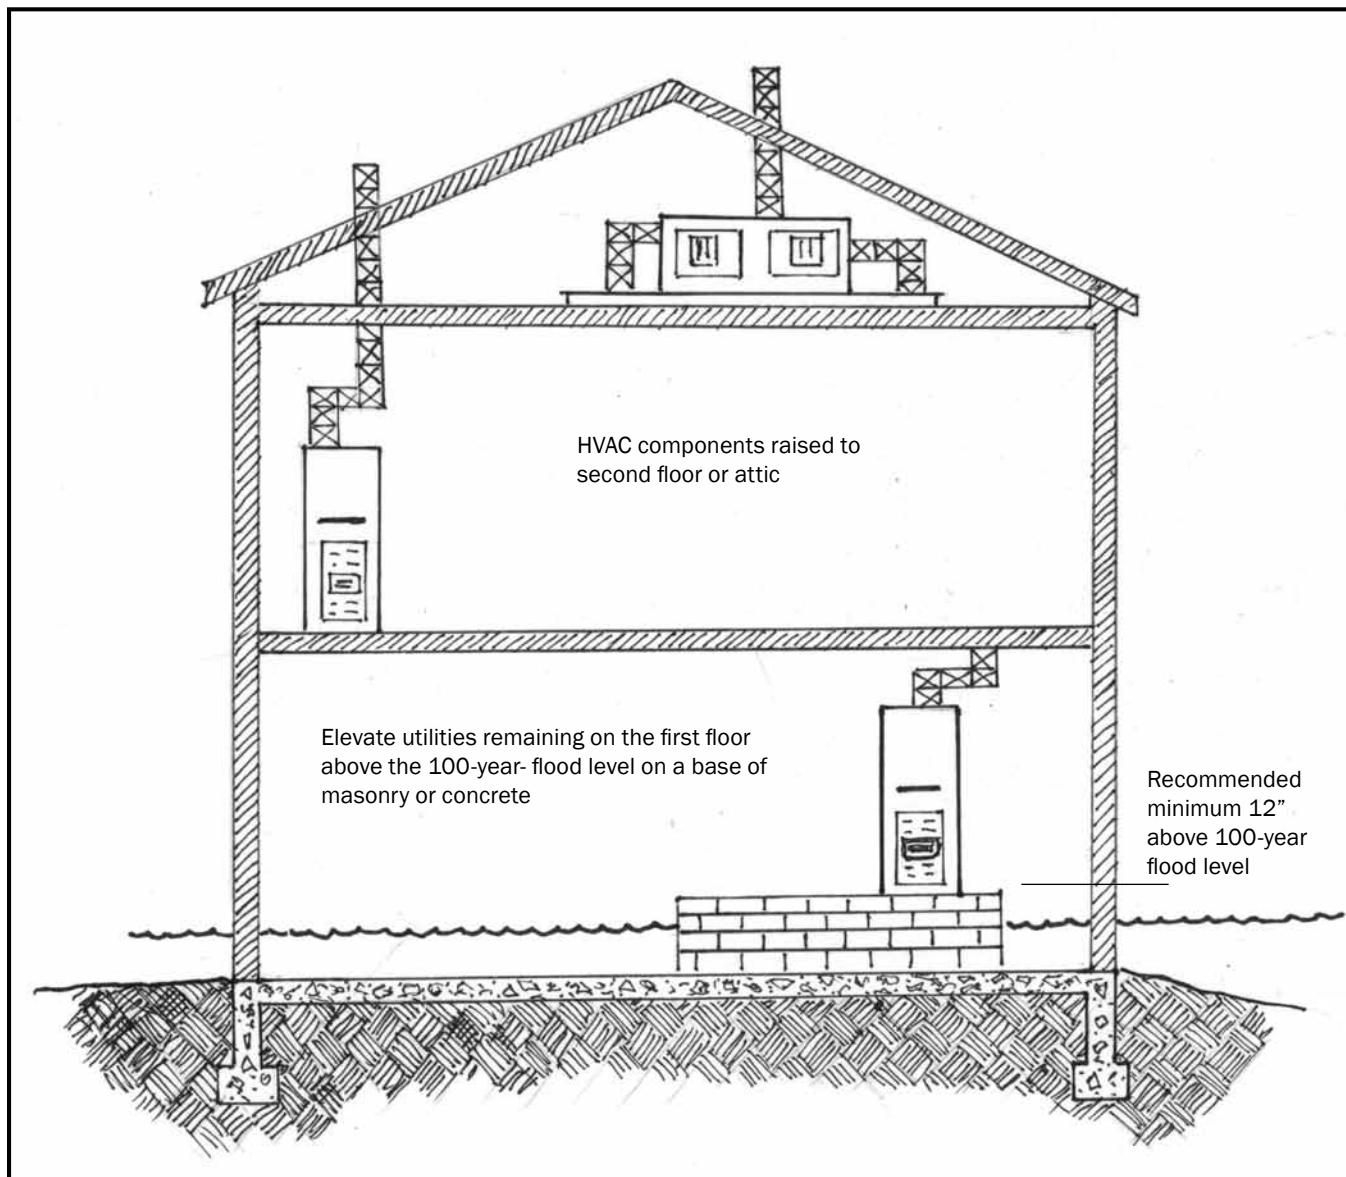 HVAC components raised to
second floor or attic
Elevate utilities remaining on the first floor
above the 100-year- flood level on a base of
masonry or concrete
Recommended
minimum 12”
above 100-year
flood level